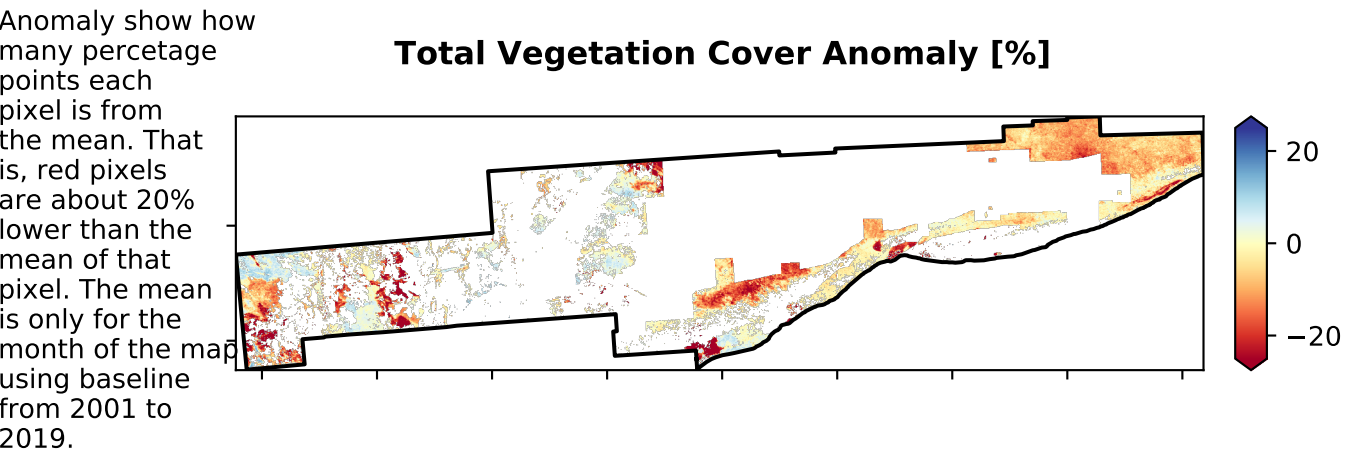 Anomaly show how
many percetage
points each
pixel is from
the mean. That
is, red pixels
are about 20%
lower than the
mean of that
pixel. The mean
is only for the
month of the map
using baseline
from 2001 to
2019.
Total Vegetation Cover Anomaly [%]
20
0
−20